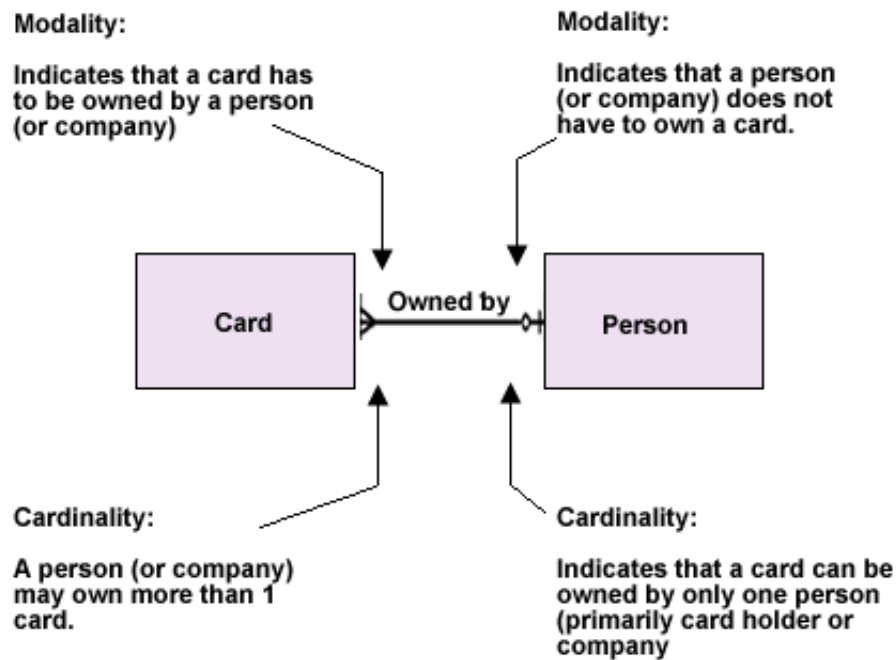 Modality:
Indicates that a card has
to be owned by a person
(or company)
Modality:
Indicates that a person
(or company) does not
have to own a card.
Card
Owned by
Person
Cardinality:
A person (or company)
may own more than 1
card.
Cardinality:
Indicates that a card can be
owned by only one person
(primarily card holder or
company